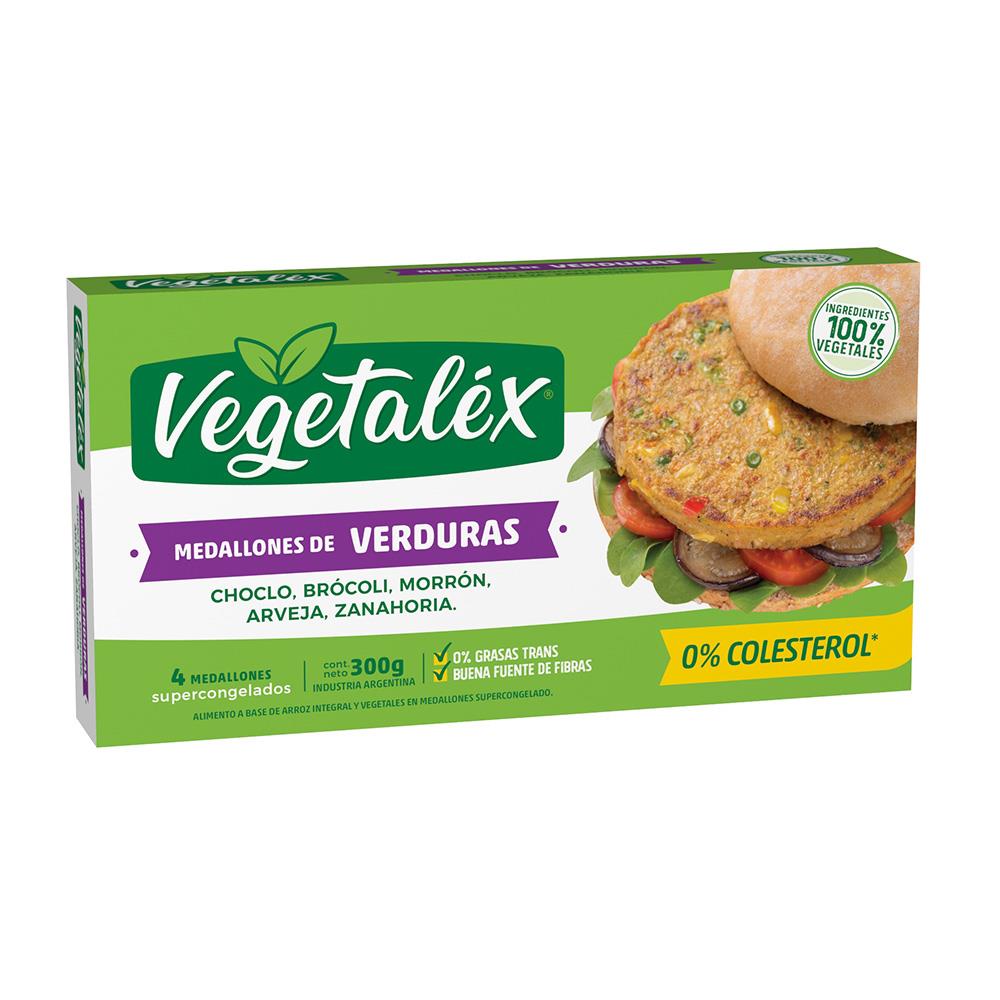 Vegetaléx
MEDALLONES DE VERDURAS
Vegetaléx
Vegetaléx®
INGREDIENTES
100%
VEGETALES
MEDALLONES DE VERDURAS
CHOCLO, BRÓCOLI, MORRÓN,
ARVEJA, ZANAHORIA.
4 MEDALLONES
supercongelados
cont.
neto 300g
INDUSTRIA ARGENTINA
0% GRASAS TRANS
BUENA FUENTE DE FIBRAS
0% COLESTEROL*
ALIMENTO A BASE DE ARROZ INTEGRAL Y VEGETALES EN MEDALLONES SUPERCONGELADO.